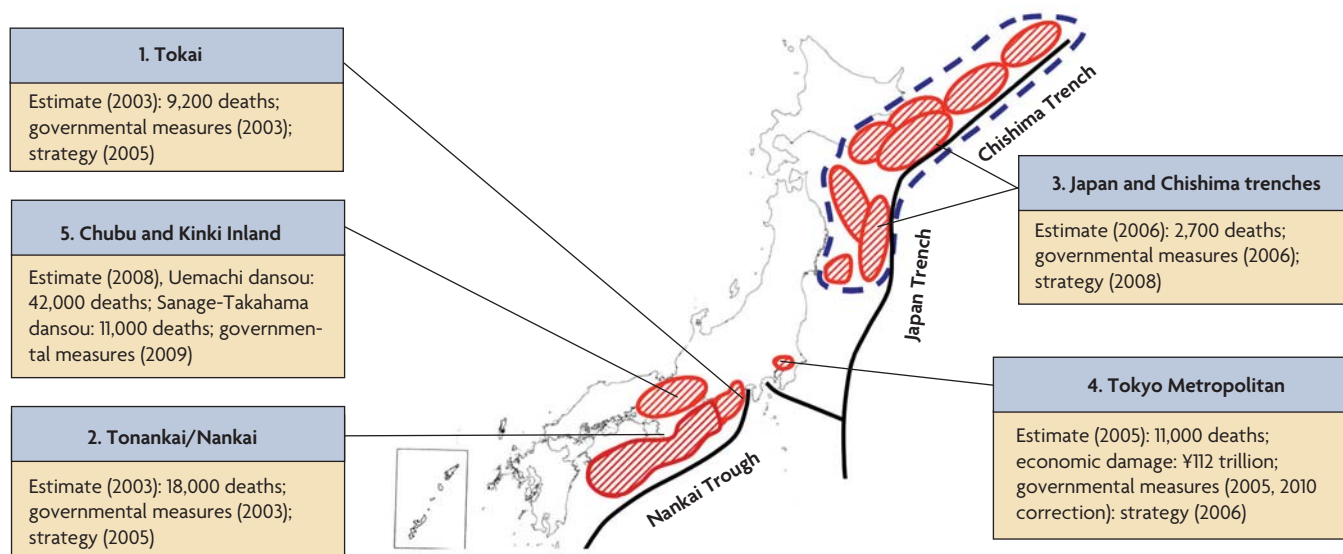 1. Tokai
Estimate (2003): 9,200 deaths;
governmental measures (2003);
strategy (2005)
5. Chubu and Kinki Inland
Estimate (2008), Uemachi dansou:
42,000 deaths; Sanage-Takahama
dansou: 11,000 deaths; governmen-
tal measures (2009)
2. Tonankai/Nankai
Estimate (2003): 18,000 deaths;
governmental measures (2003);
strategy (2005)
Chishima Trench
Japan Trench
Nankai Trough
3. Japan and Chishima trenches
Estimate (2006): 2,700 deaths;
governmental measures (2006);
strategy (2008)
4. Tokyo Metropolitan
Estimate (2005): 11,000 deaths;
economic damage: ¥112 trillion;
governmental measures (2005, 2010
correction): strategy (2006)